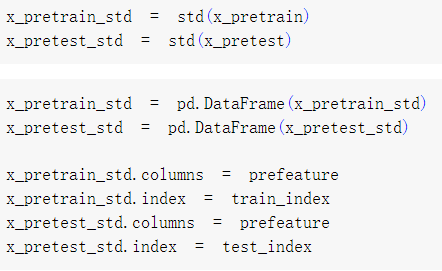 x_pretrain_std = std(x_pretrain)
x_pretest_std = std(x_pretest)
x_pretrain_std = pd.DataFrame(x_pretrain_std)
x_pretest_std = pd.DataFrame(x_pretest_std)
x_pretrain_std.columns = prefeature
x_pretrain_std.index = train_index
x_pretest_std.columns = prefeature
x_pretest_std.index = test_index